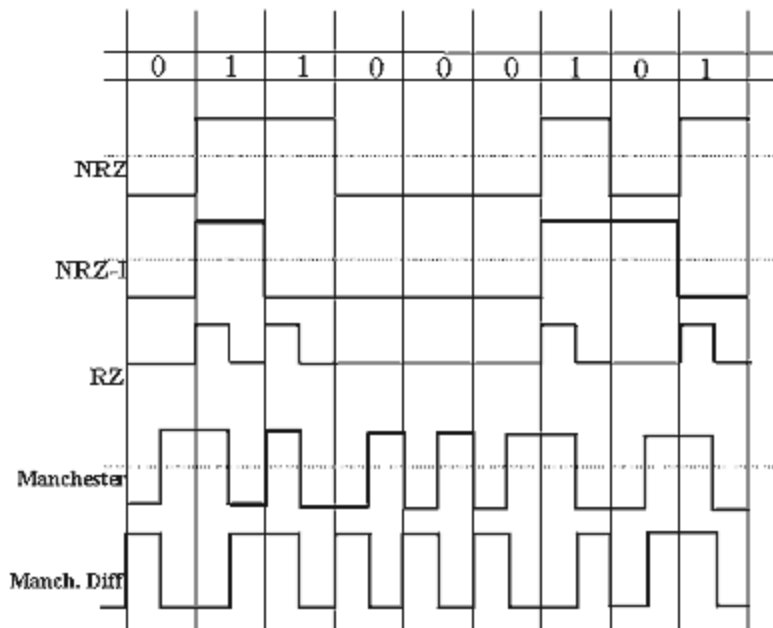 0 1 1 0 0 0 1 0 1
NRZ
NRZ-I
RZ
Manchester
Manch. Diff